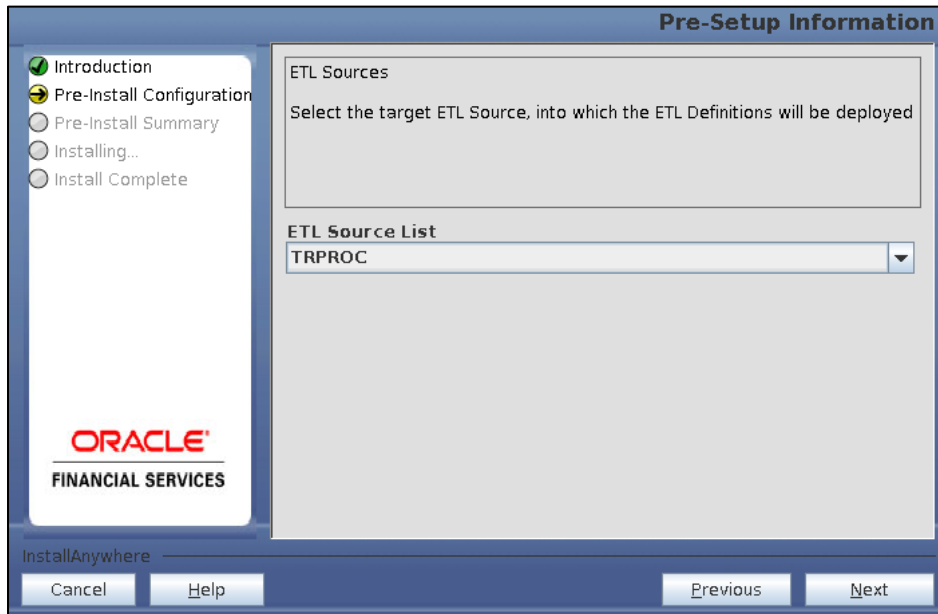 Pre-Setup Information
Introduction
Pre-Install Configuration
Pre-Install Summary
Installing...
Install Complete
ORACLE'
FINANCIAL SERVICES
ETL Sources
Select the target ETL Source, into which the ETL Definitions will be deployed
ETL Source List
TRPROC
InstallAnywhere
Cancel
Help
Previous
Next